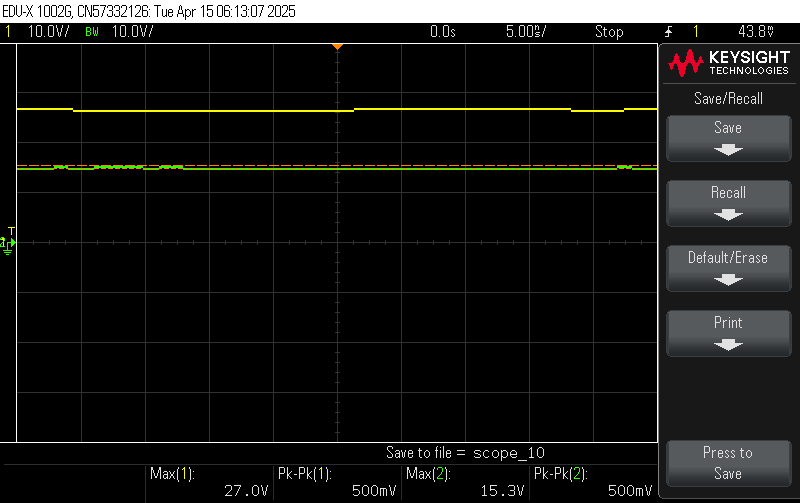 EDU-X 1002G, CN57332126: Tue Apr 15 06:13:07 2025
1 10.0V/ BW 10.0V/ 0.0s 5.00s/ Stop 1 43.8V
KEYSIGHT
TECHNOLOGIES
Save/Recall
Save
Recall
Default/Erase
Print
T
2
Save to file = scope_10
Press to
Save
Max(1): Pk-Pk(1): Max(2): Pk-Pk(2):
27.0V 500mV 15.3V 500mV